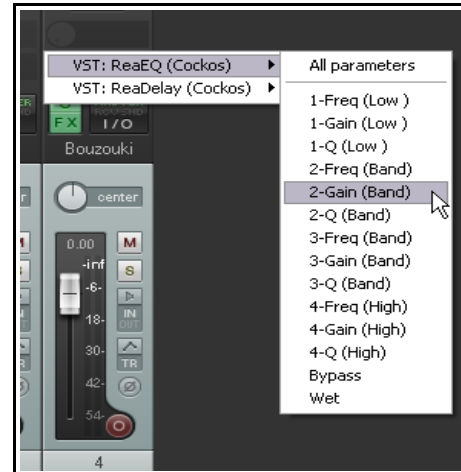 VST: ReaEQ (Cockos)
VST: ReaDelay (Cockos)
All parameters
1-Freq (Low )
1-Gain (Low )
1-Q (Low )
2-Freq (Band)
2-Gain (Band)
2-Q (Band)
3-Freq (Band)
3-Gain (Band)
3-Q (Band)
4-Freq (High)
4-Gain (High)
4-Q (High)
Bypass
Wet
FX
I/O
Bouzouki
center
0.00
M
-inf
S
-6-
18-
IN
OUT
30-
TR
42-
54-
4